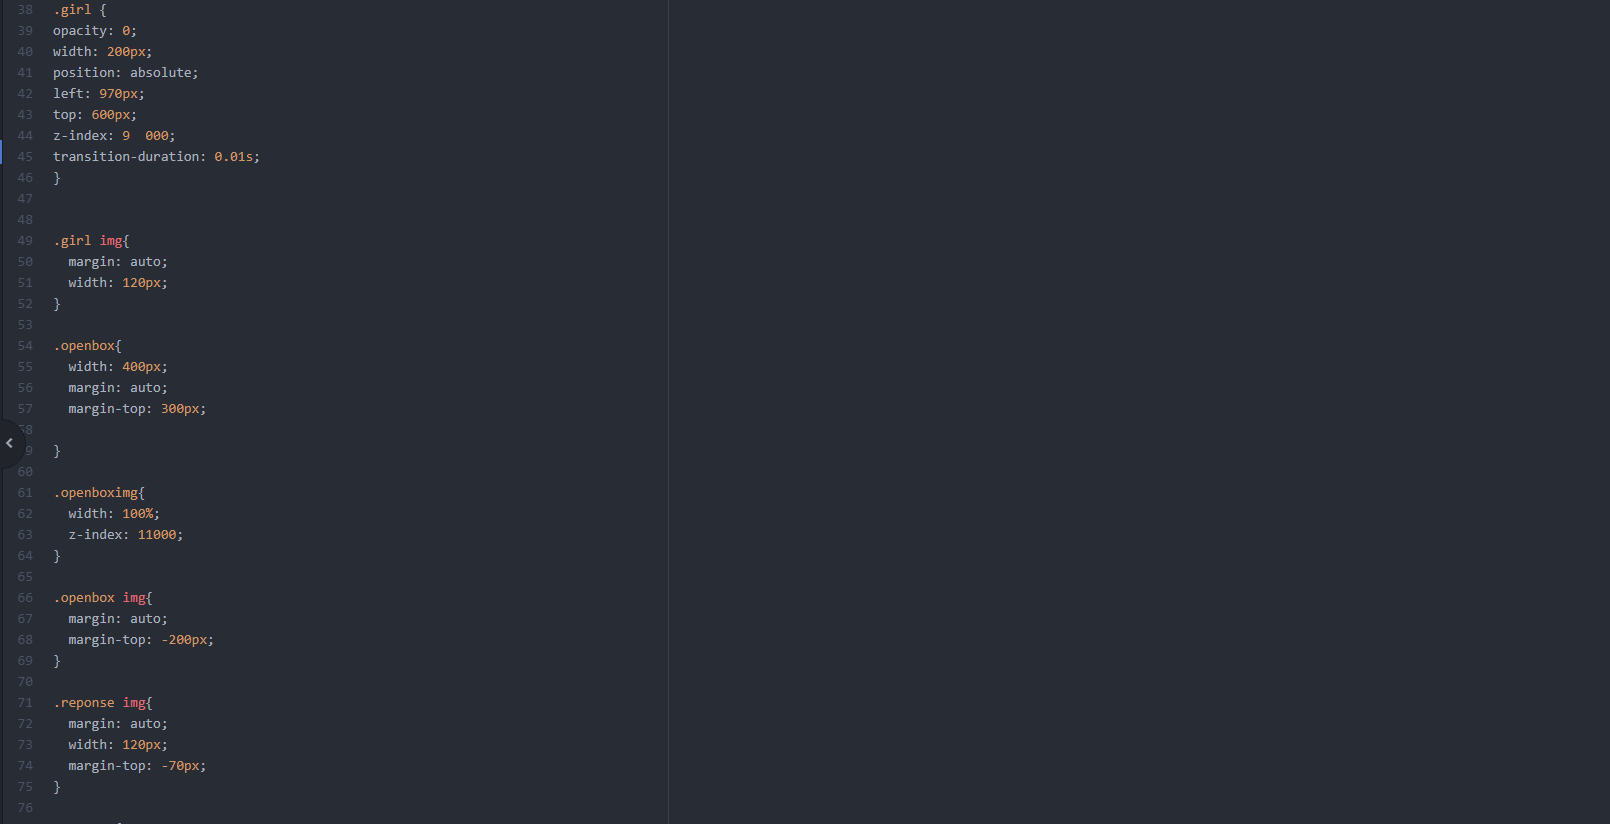 38 .girl {
39 opacity: 0;
40 width: 200px;
41 position: absolute;
42 left: 970px;
43 top: 600px;
44 z-index: 9  000;
45 transition-duration: 0.01s;
46 }
47
48
49 .girl img{
50   margin: auto;
51   width: 120px;
52 }
53
54 .openbox{
55   width: 400px;
56   margin: auto;
57   margin-top: 300px;
58
9 }
60
61 .openboximg{
62   width: 100%;
63   z-index: 11000;
64 }
65
66 .openbox img{
67   margin: auto;
68   margin-top: -200px;
69 }
70
71 .reponse img{
72   margin: auto;
73   width: 120px;
74   margin-top: -70px;
75 }
76